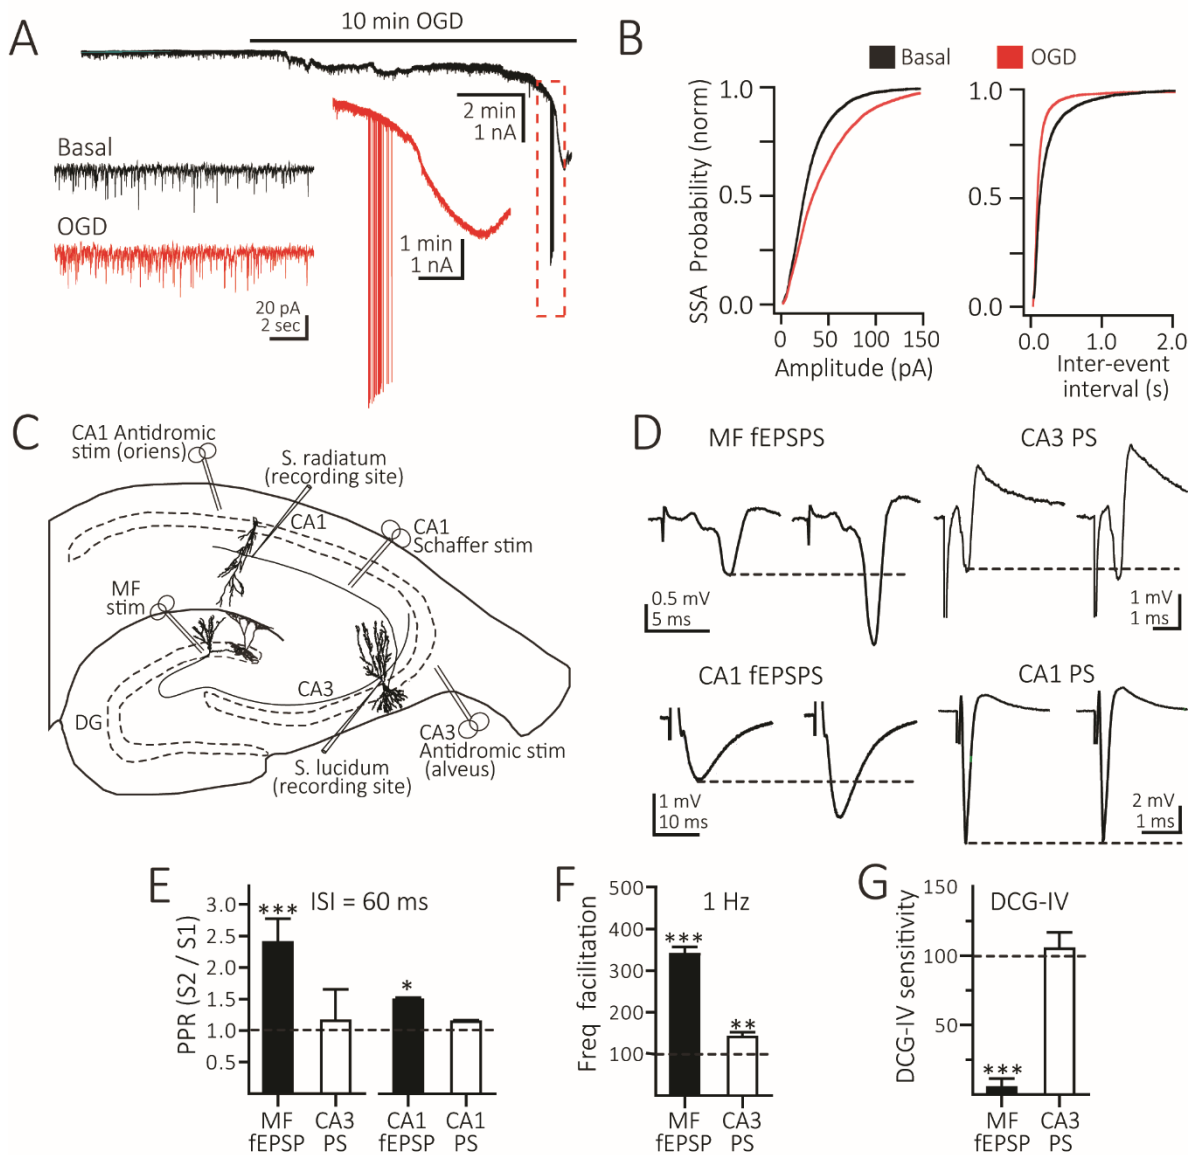 A
10 min OGD
2 min
1 nA
Basal
OGD
1 min
1 nA
20 pA
2 sec
B
Basal
OGD
SSA Probability (norm)
1.0
0.5
0.0
0
50
100
150
Amplitude (pA)
1.0
0.5
0.0
0.0
1.0
2.0
Inter-event
interval (s)
C
CA1 Antidromic
stim (oriens)
S. radiatum
(recording site)
CA1
CA1
Schaffer stim
MF
stim
CA3
DG
CA3
Antidromic stim
(alveus)
S. lucidum
(recording site)
D
MF fEPSPS
CA3 PS
0.5 mV
5 ms
1 mV
1 ms
CA1 fEPSPS
CA1 PS
1 mV
10 ms
2 mV
1 ms
E
ISI = 60 ms
PPR (S2 / S1)
3.0
2.5
2.0
1.5
1.0
0.5
***
*
MF
fEPSP
CA3
PS
CA1
fEPSP
CA1
PS
F
1 Hz
Freq facilitation
500
400
300
200
100
***
**
MF
fEPSP
CA3
PS
G
DCG-IV
DCG-IV sensitivity
150
100
50
***
MF
fEPSP
CA3
PS